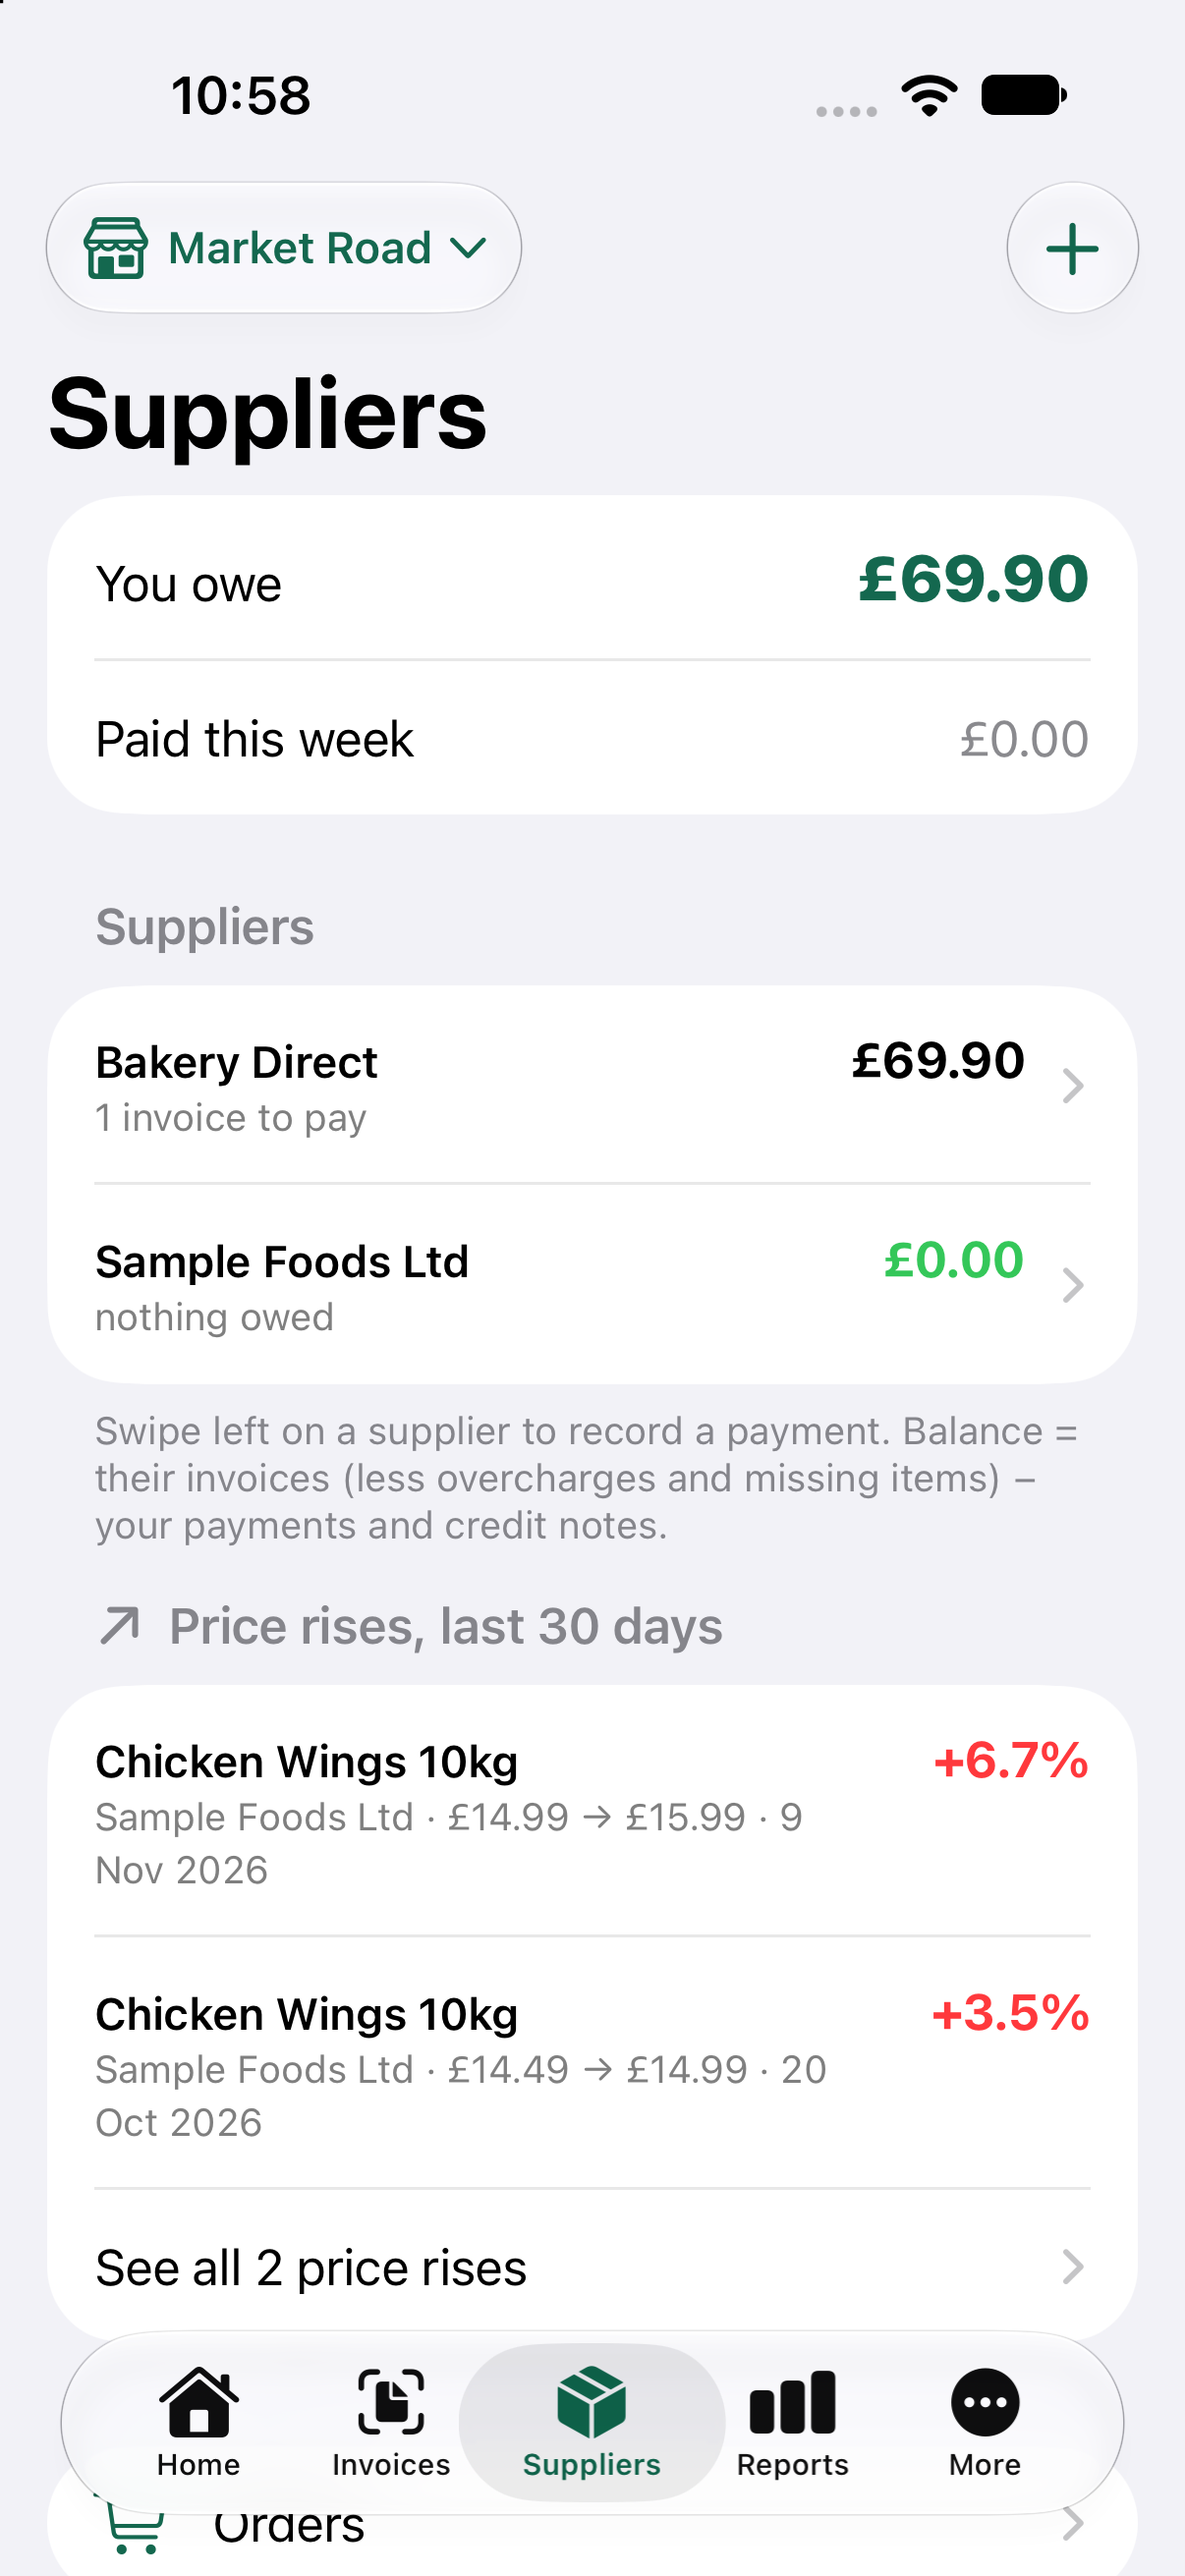 10:58
Market Road
Suppliers
You owe £69.90
Paid this week £0.00
Suppliers
Bakery Direct £69.90
1 invoice to pay
Sample Foods Ltd £0.00
nothing owed
Swipe left on a supplier to record a payment. Balance =
their invoices (less overcharges and missing items) –
your payments and credit notes.
Price rises, last 30 days
Chicken Wings 10kg +6.7%
Sample Foods Ltd · £14.99 → £15.99 · 9
Nov 2026
Chicken Wings 10kg +3.5%
Sample Foods Ltd · £14.49 → £14.99 · 20
Oct 2026
See all 2 price rises
Home Invoices Suppliers Reports More
Orders